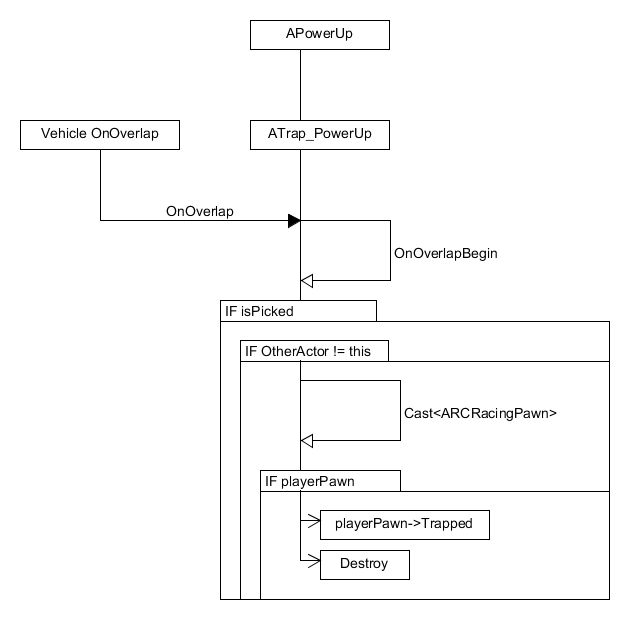 APowerUp
Vehicle OnOverlap
ATrap_PowerUp
OnOverlap
OnOverlapBegin
IF isPicked
IF OtherActor != this
Cast<ARCRacingPawn>
IF playerPawn
playerPawn->Trapped
Destroy